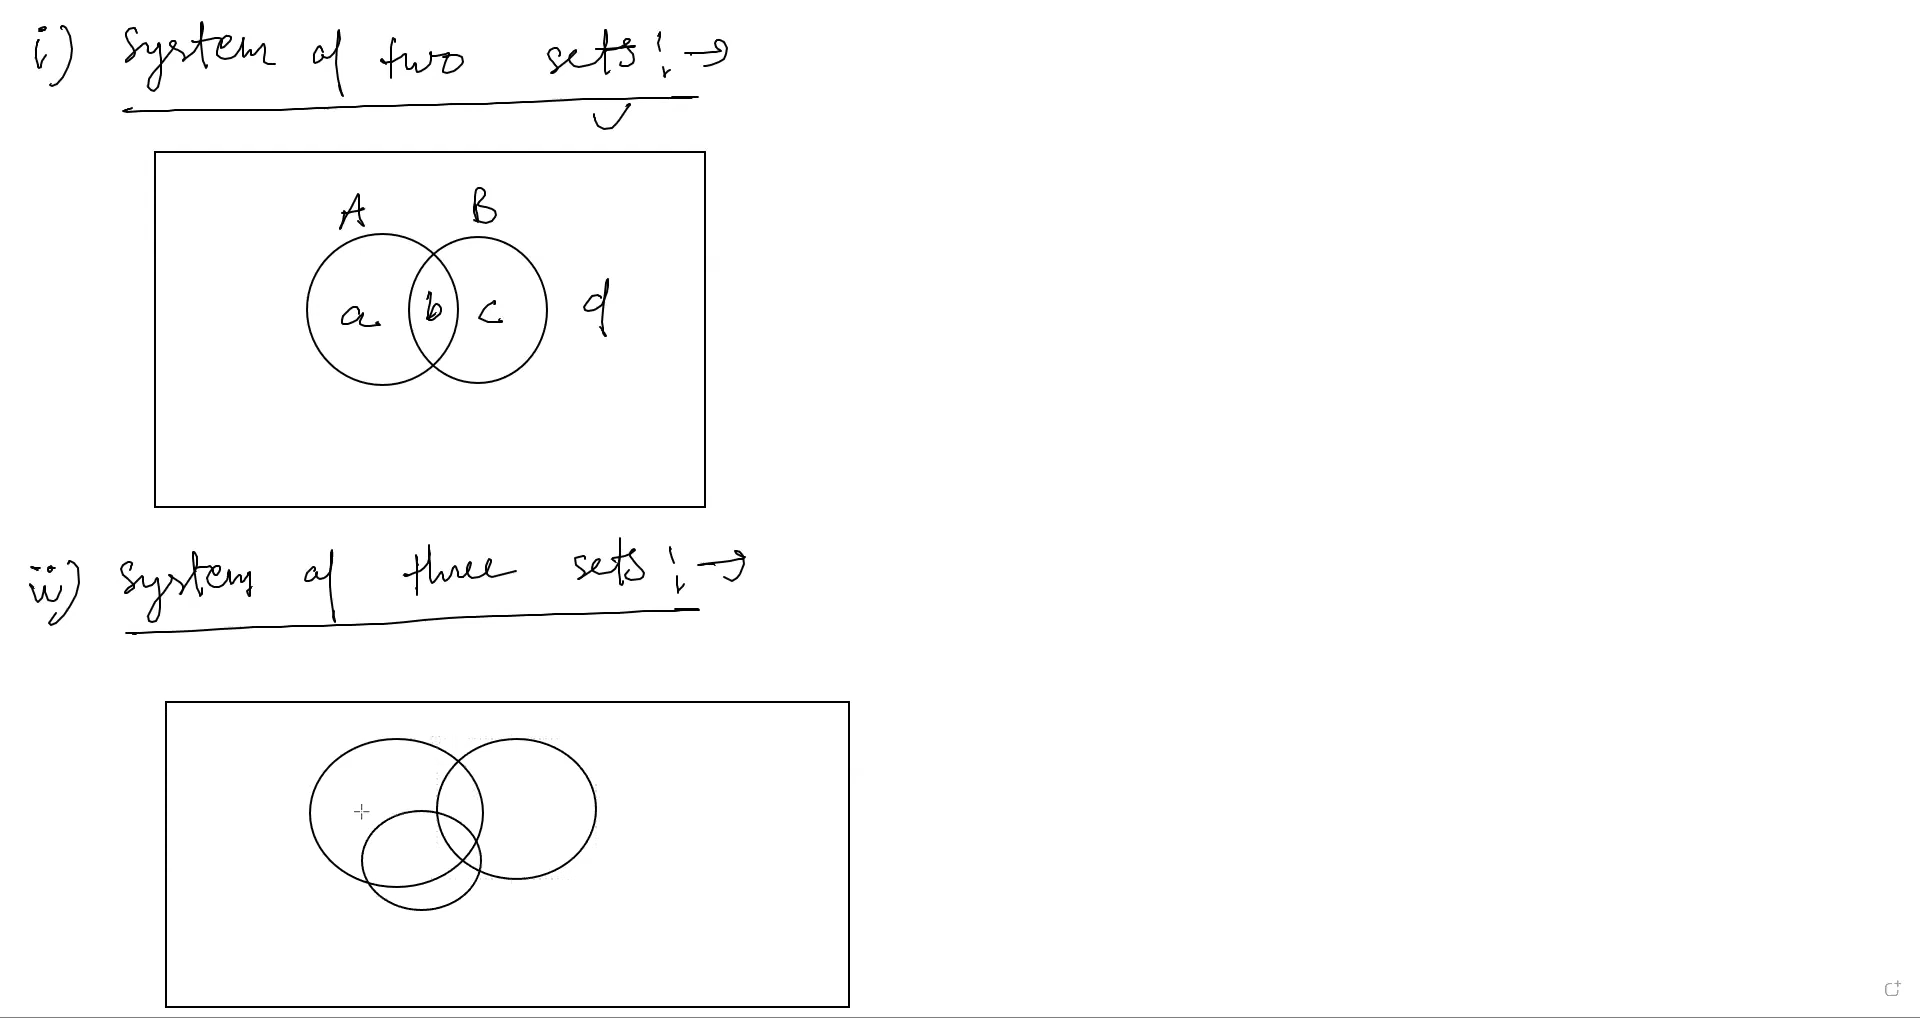 i) system of two sets :→
A B
a b c d
ii) system of three sets :→